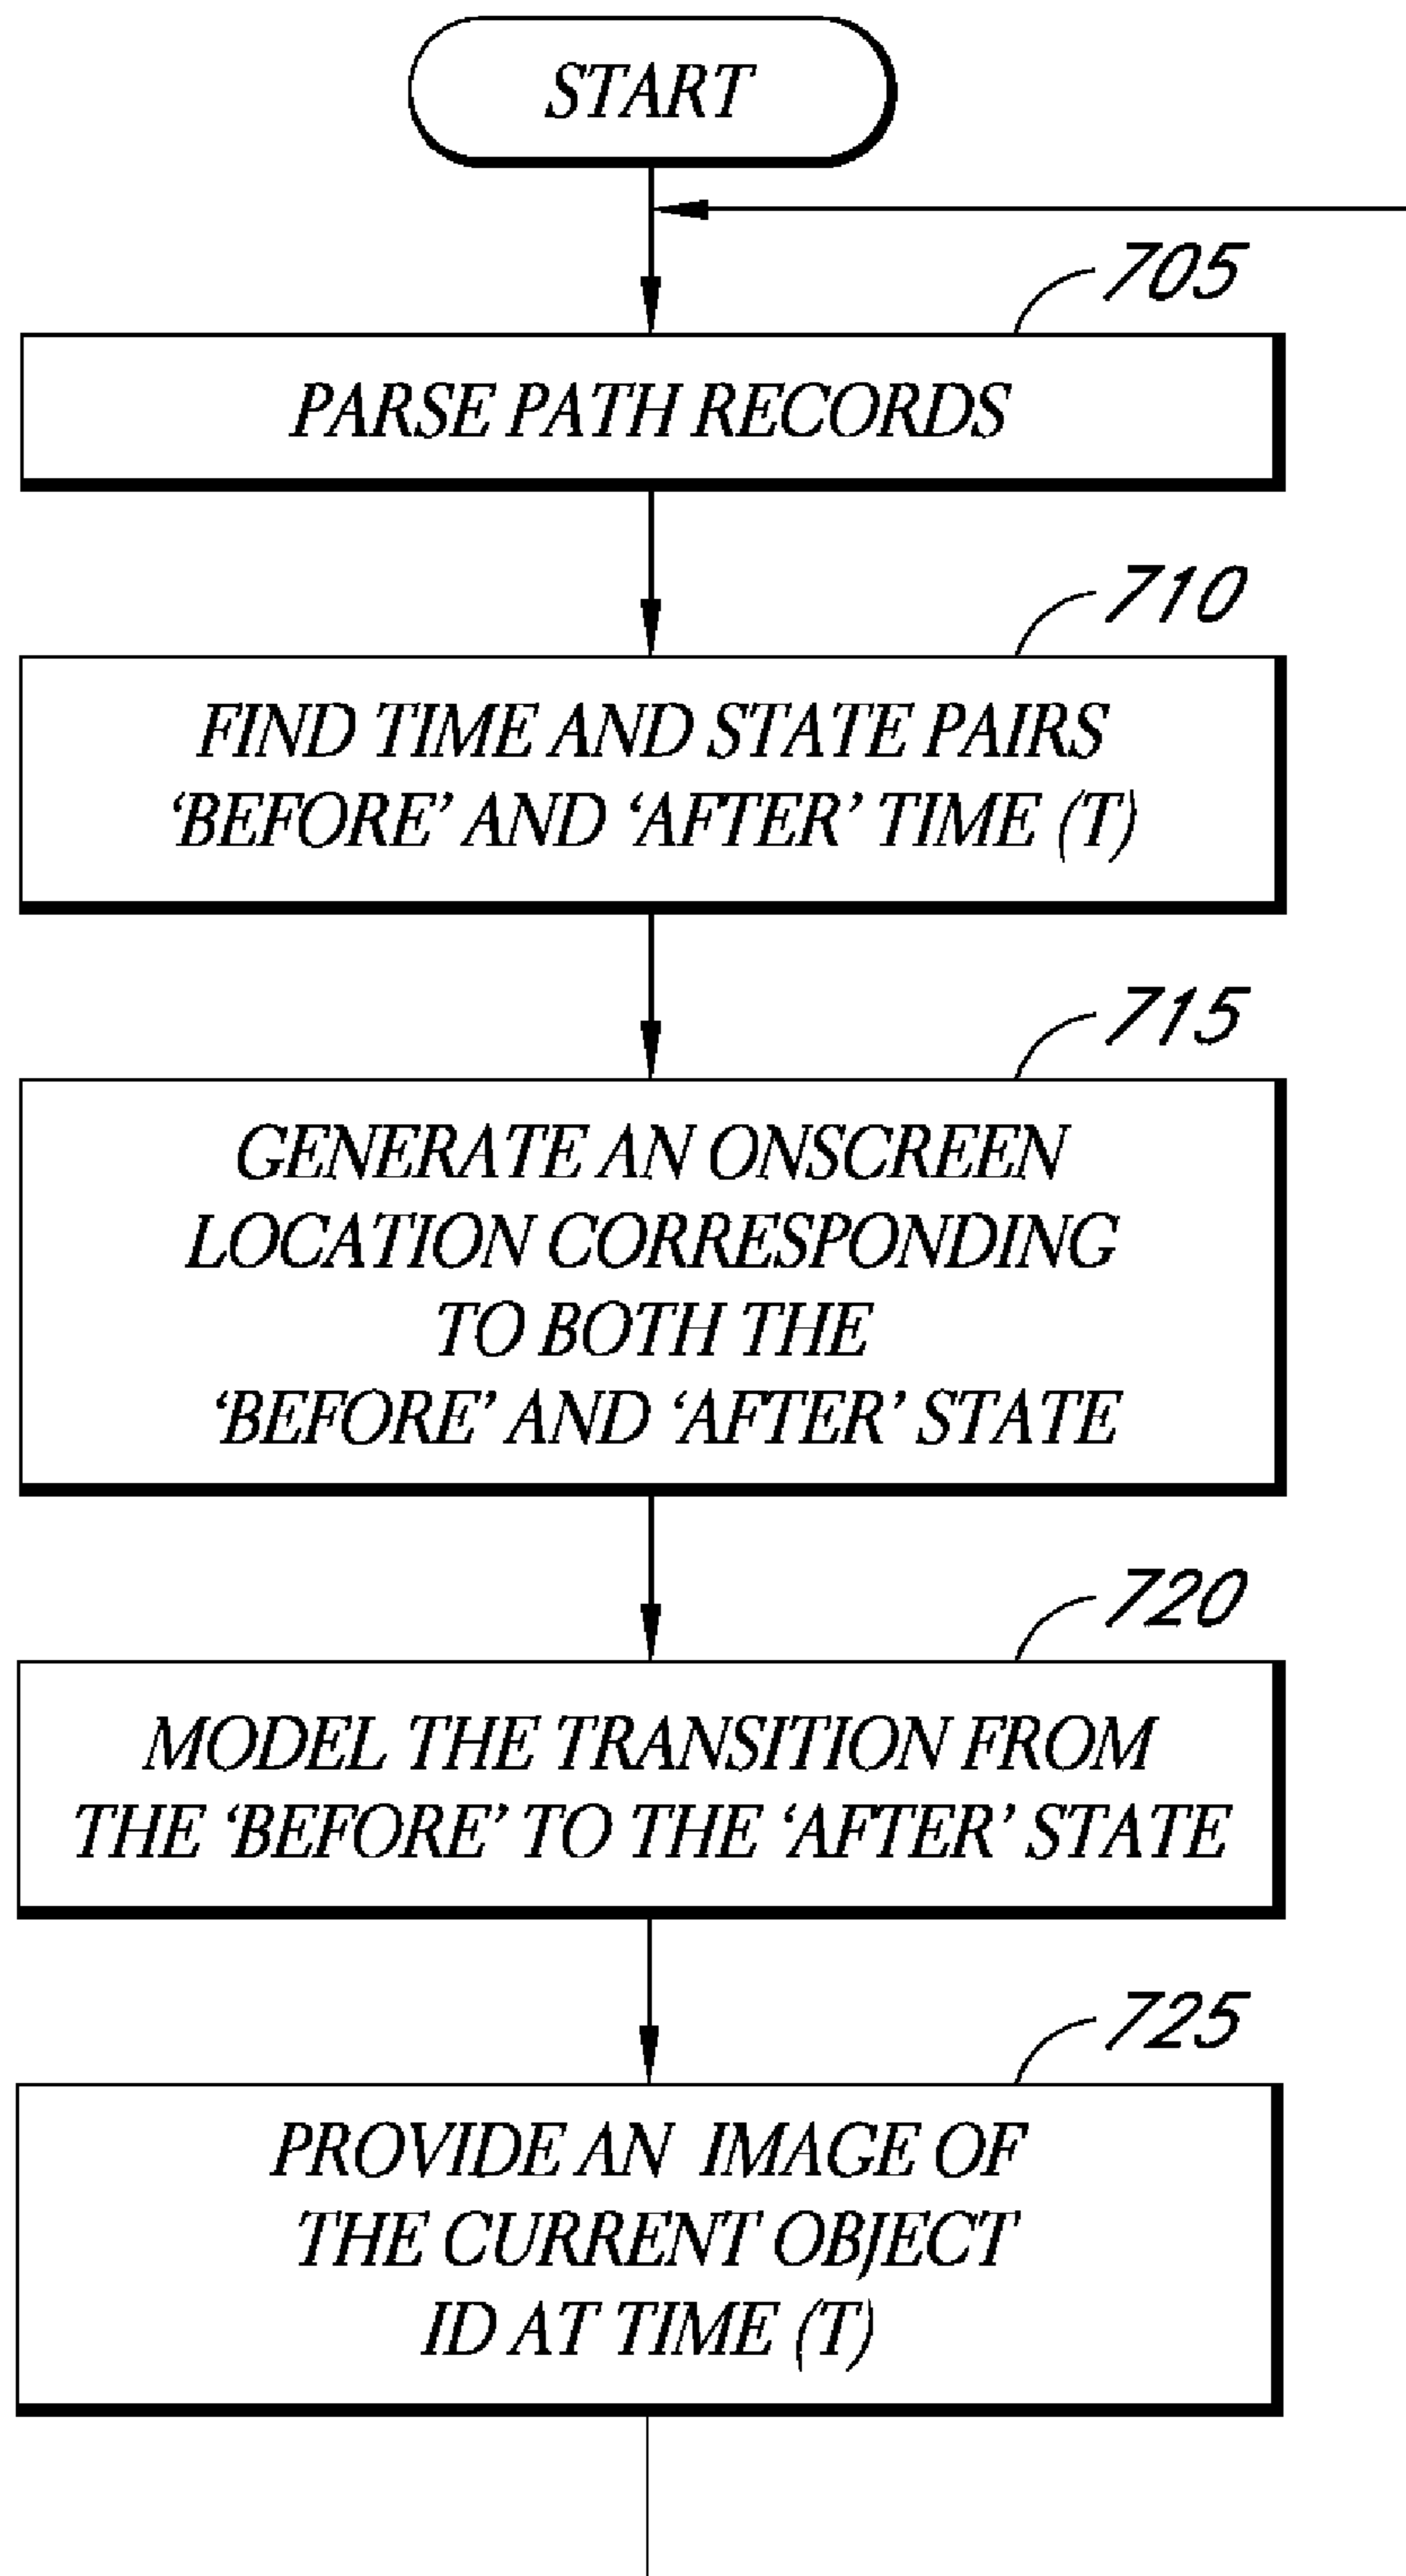 START
705
PARSE PATH RECORDS
710
FIND TIME AND STATE PAIRS
‘BEFORE’ AND ‘AFTER’ TIME (T)
715
GENERATE AN ONSCREEN
LOCATION CORRESPONDING
TO BOTH THE
‘BEFORE’ AND ‘AFTER’ STATE
720
MODEL THE TRANSITION FROM
THE ‘BEFORE’ TO THE ‘AFTER’ STATE
725
PROVIDE AN IMAGE OF
THE CURRENT OBJECT
ID AT TIME (T)